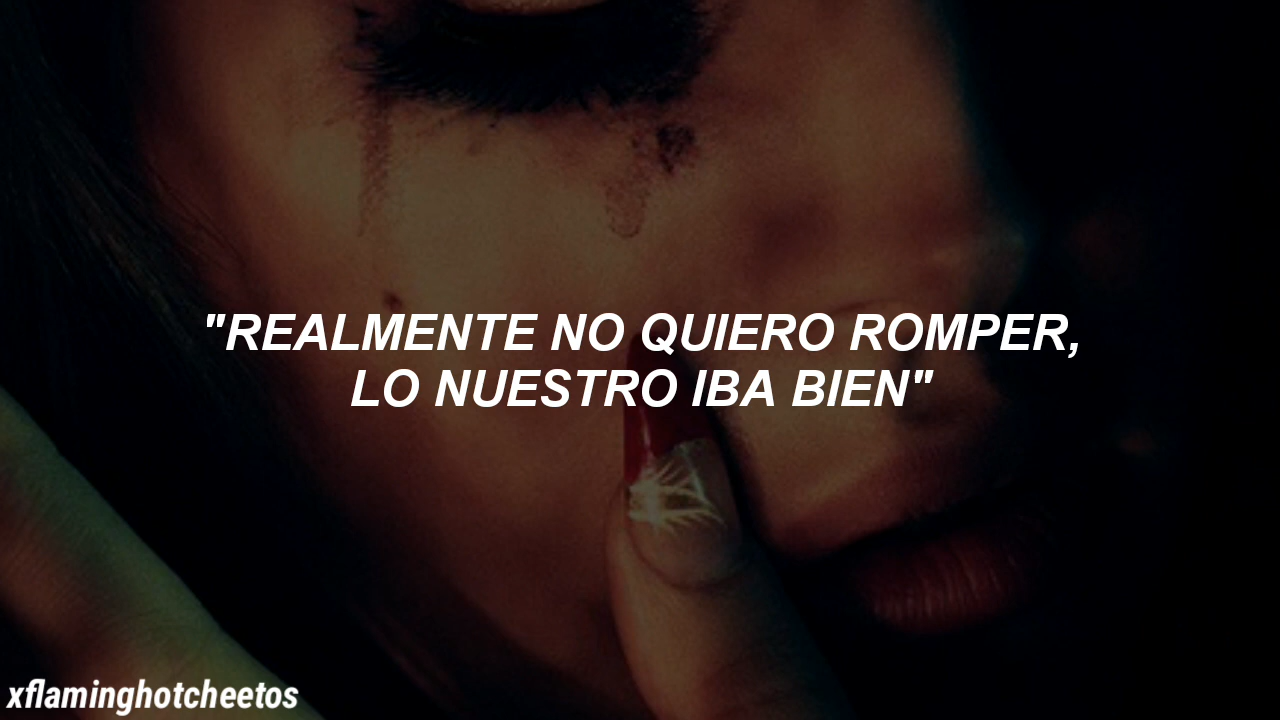 "REALMENTE NO QUIERO ROMPER,
LO NUESTRO IBA BIEN"
xflaminghotcheetos